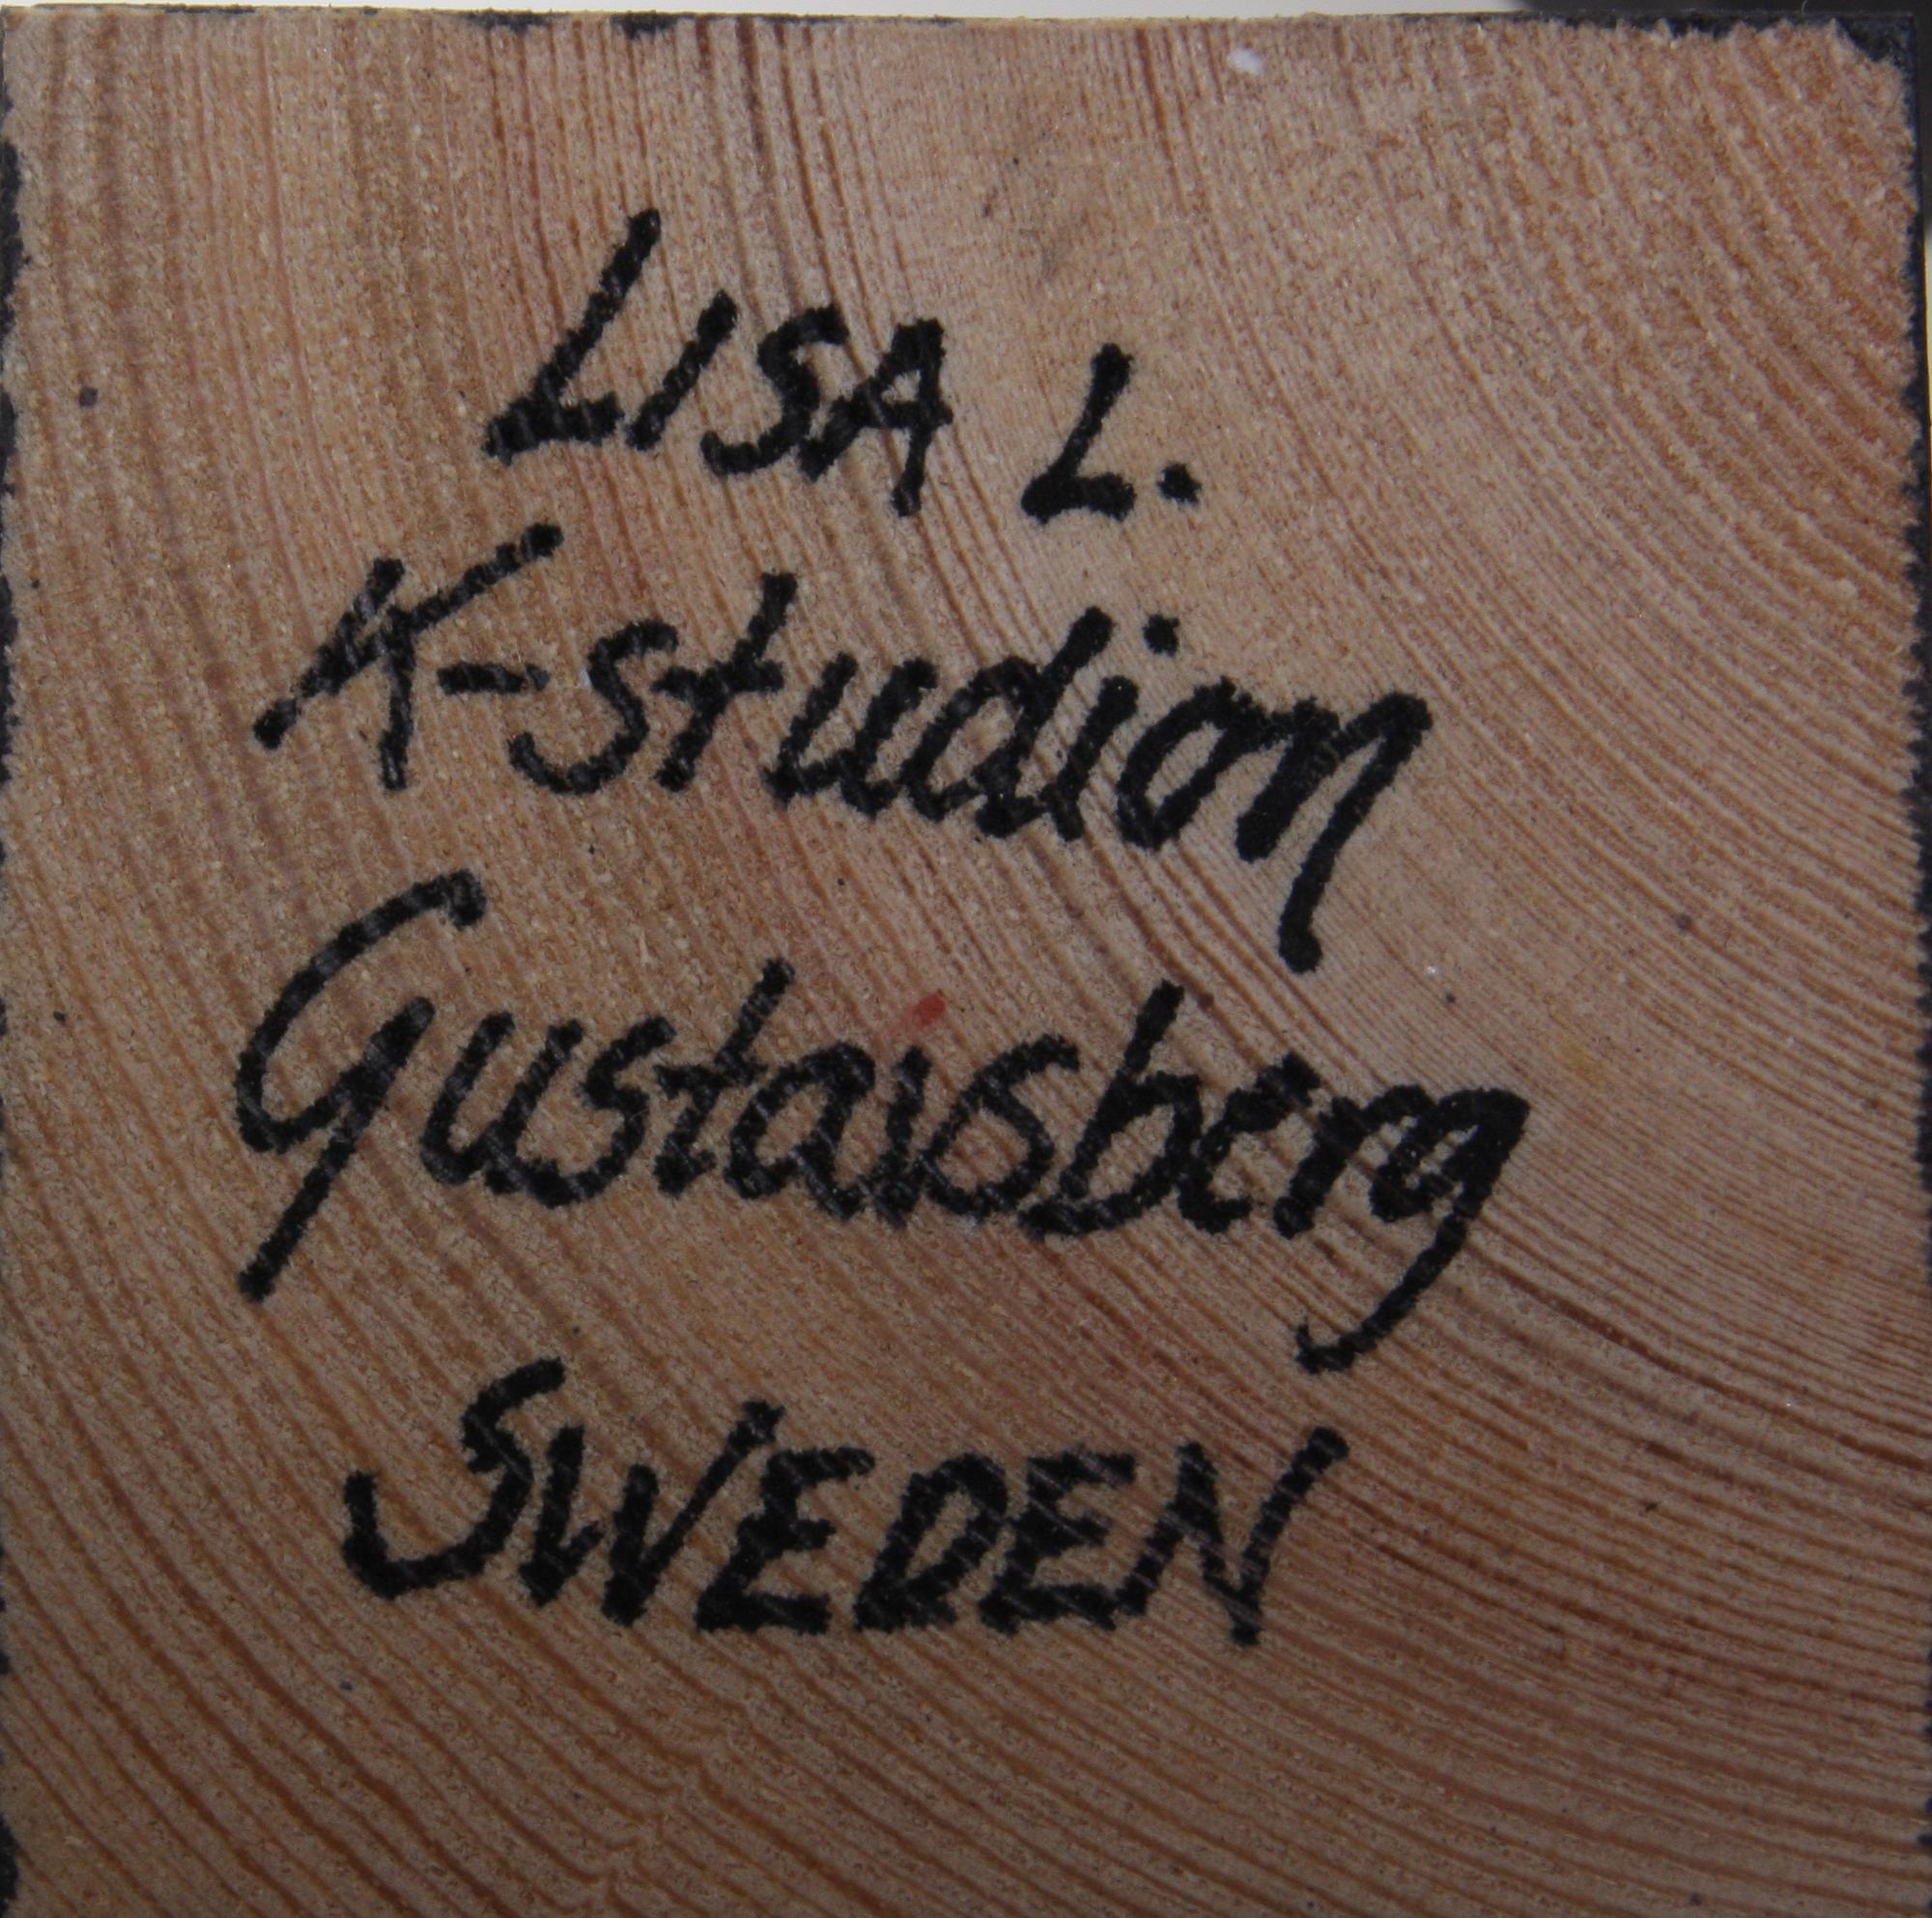 LISA L.
K-studion
Gustavsberg
SWEDEN